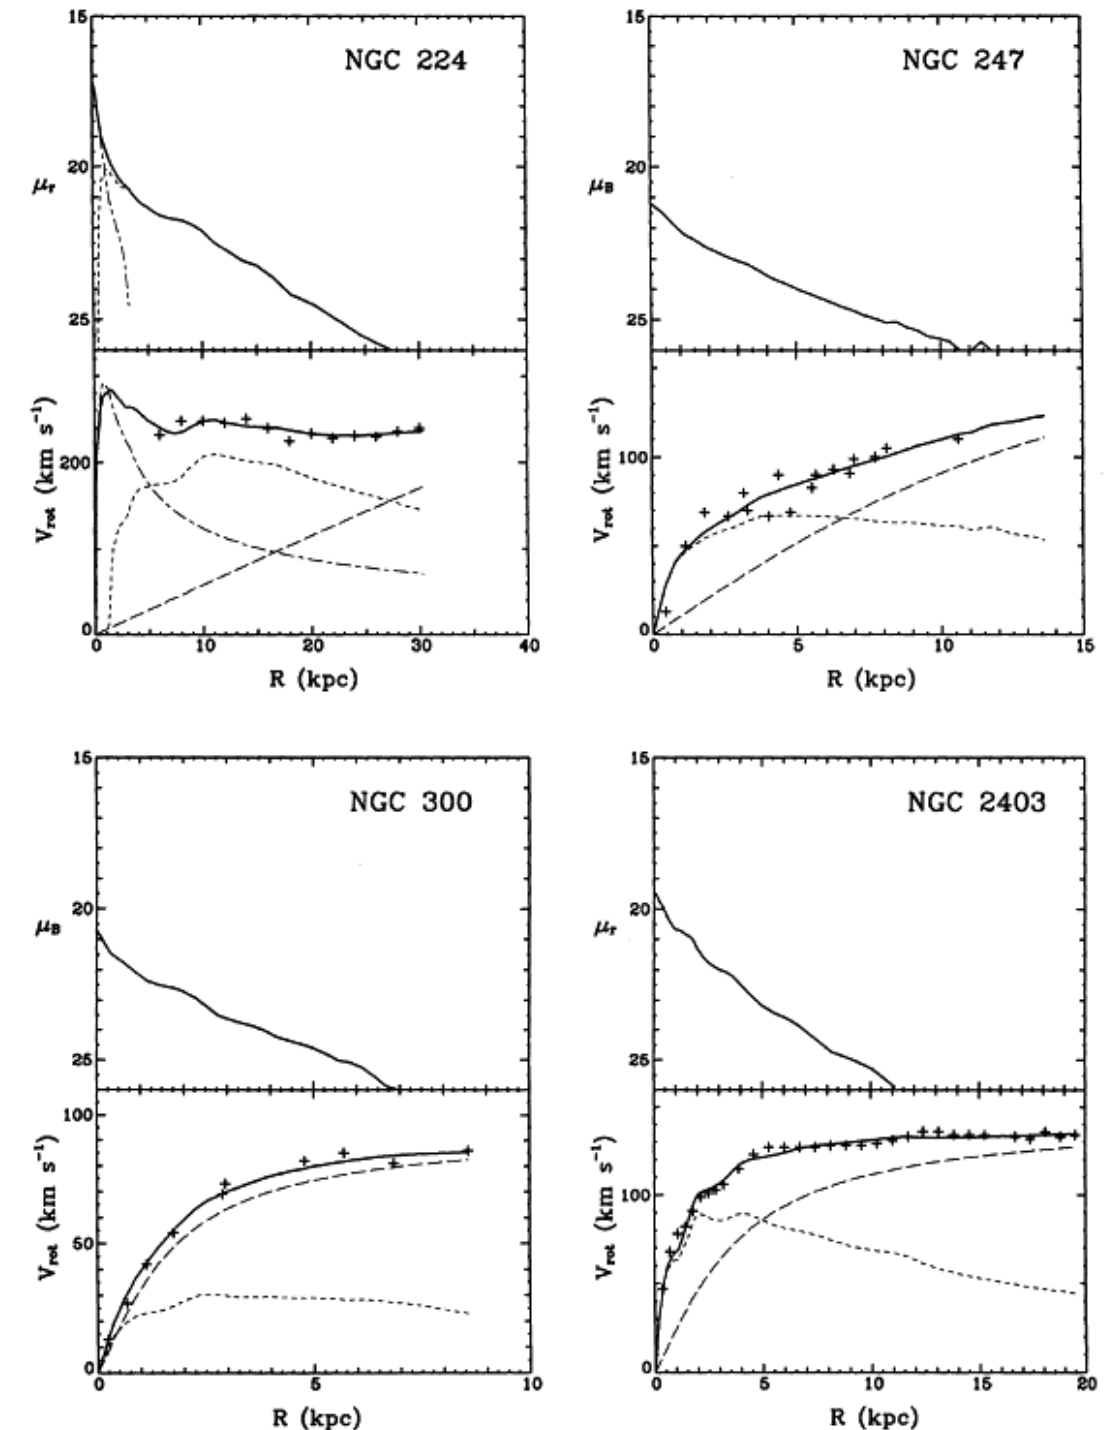 NGC 224
15
20
25
μr
200
0
Vrot (km s⁻¹)
0 10 20 30 40
R (kpc)
NGC 247
15
20
25
μB
100
0
Vrot (km s⁻¹)
0 5 10 15
R (kpc)
NGC 300
15
20
25
μB
100
50
0
Vrot (km s⁻¹)
0 5 10
R (kpc)
NGC 2403
15
20
25
μr
100
0
Vrot (km s⁻¹)
0 5 10 15 20
R (kpc)